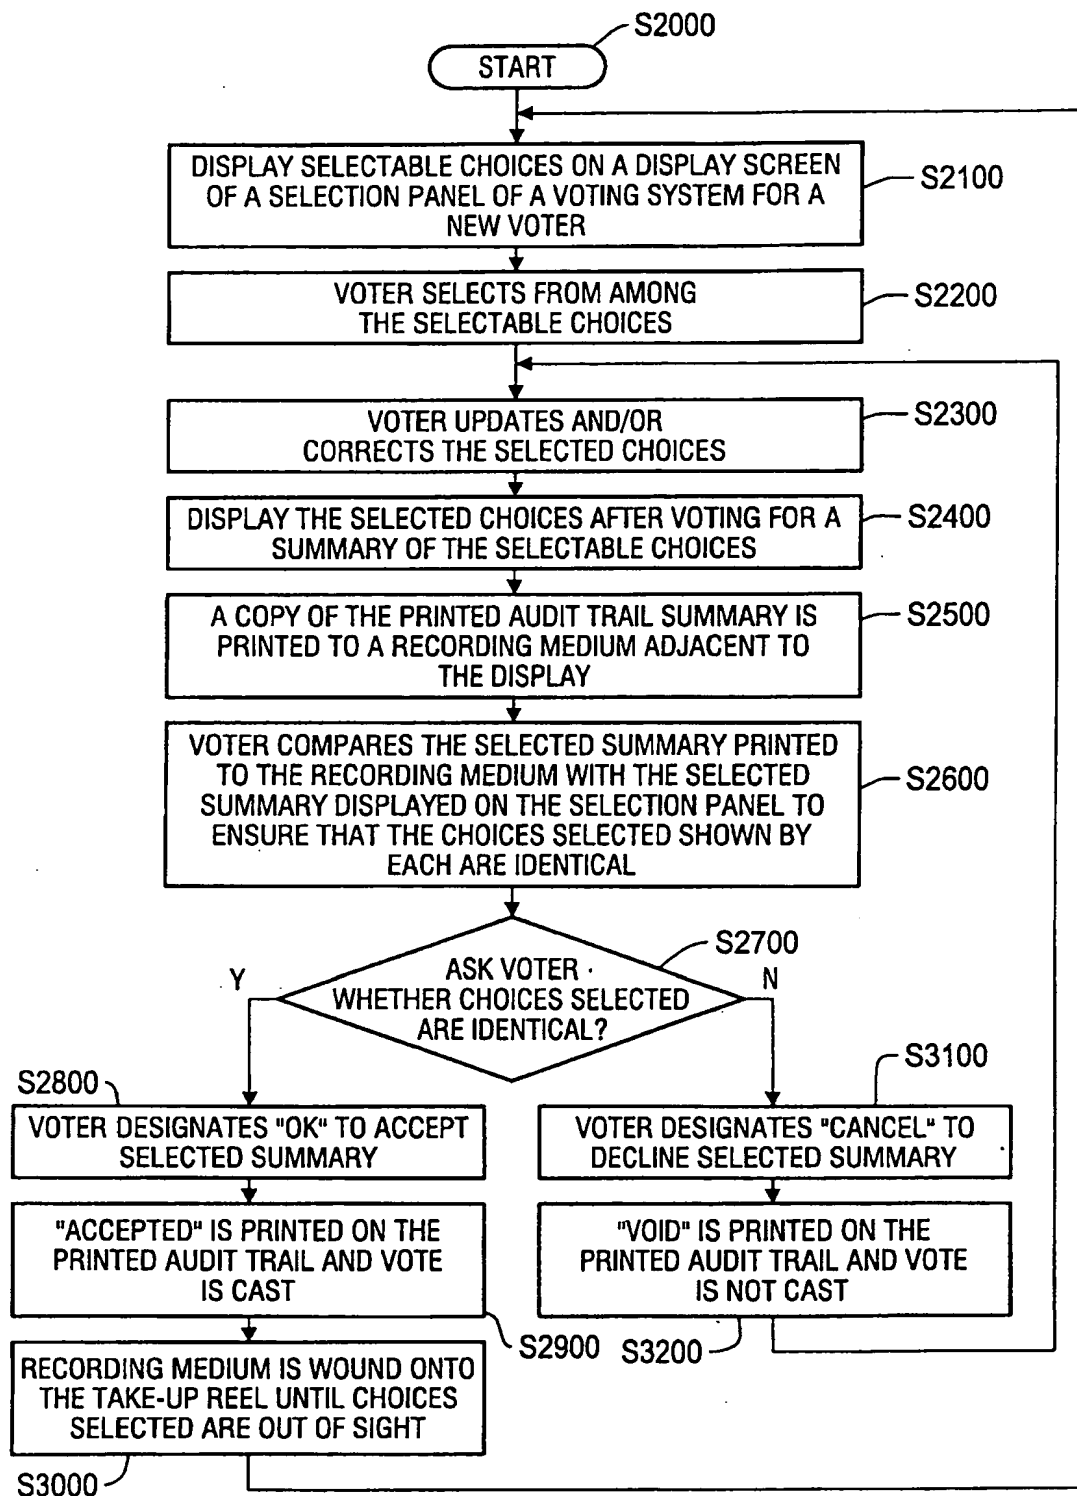 S2000
START
DISPLAY SELECTABLE CHOICES ON A DISPLAY SCREEN
OF A SELECTION PANEL OF A VOTING SYSTEM FOR A
NEW VOTER
S2100
VOTER SELECTS FROM AMONG
THE SELECTABLE CHOICES
S2200
VOTER UPDATES AND/OR
CORRECTS THE SELECTED CHOICES
S2300
DISPLAY THE SELECTED CHOICES AFTER VOTING FOR A
SUMMARY OF THE SELECTABLE CHOICES
S2400
A COPY OF THE PRINTED AUDIT TRAIL SUMMARY IS
PRINTED TO A RECORDING MEDIUM ADJACENT TO
THE DISPLAY
S2500
VOTER COMPARES THE SELECTED SUMMARY PRINTED
TO THE RECORDING MEDIUM WITH THE SELECTED
SUMMARY DISPLAYED ON THE SELECTION PANEL TO
ENSURE THAT THE CHOICES SELECTED SHOWN BY
EACH ARE IDENTICAL
S2600
S2700
ASK VOTER
WHETHER CHOICES SELECTED
ARE IDENTICAL?
Y
N
S2800
VOTER DESIGNATES "OK" TO ACCEPT
SELECTED SUMMARY
S3100
VOTER DESIGNATES "CANCEL" TO
DECLINE SELECTED SUMMARY
"ACCEPTED" IS PRINTED ON THE
PRINTED AUDIT TRAIL AND VOTE
IS CAST
S2900
"VOID" IS PRINTED ON THE
PRINTED AUDIT TRAIL AND VOTE
IS NOT CAST
S3200
RECORDING MEDIUM IS WOUND ONTO
THE TAKE-UP REEL UNTIL CHOICES
SELECTED ARE OUT OF SIGHT
S3000